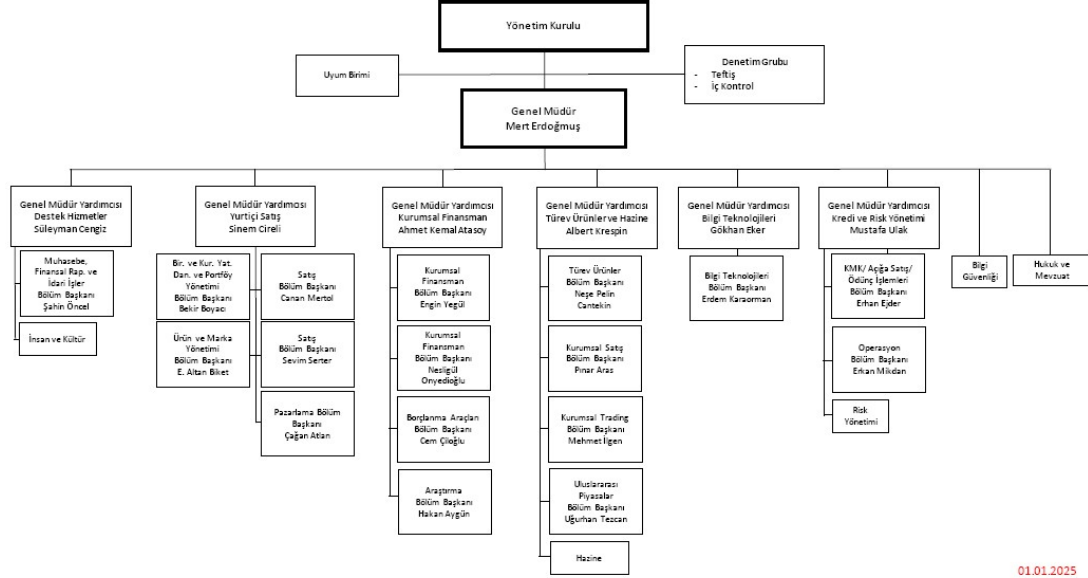 Yönetim Kurulu
Uyum Birimi
Denetim Grubu
- Teftiş
- İç Kontrol
Genel Müdür
Mert Erdoğmuş
Genel Müdür Yardımcısı
Destek Hizmetler
Süleyman Cengiz
Muhasebe,
Finansal Rap. ve
İdari İşler
Bölüm Başkanı
Şahin Öncel
İnsan ve Kültür
Genel Müdür Yardımcısı
Yurtiçi Satış
Sinem Cireli
Bir. ve Kur. Yat.
Dan. ve Portföy
Yönetimi
Bölüm Başkanı
Bekir Boyacı
Ürün ve Marka
Yönetimi
Bölüm Başkanı
E. Altan Biket
Satış
Bölüm Başkanı
Canan Mertol
Satış
Bölüm Başkanı
Sevim Serter
Pazarlama Bölüm
Başkanı
Çağan Atlan
Genel Müdür Yardımcısı
Kurumsal Finansman
Ahmet Kemal Atasoy
Kurumsal
Finansman
Bölüm Başkanı
Engin Yegül
Kurumsal
Finansman
Bölüm Başkanı
Nesligül
Onyedioğlu
Borçlanma Araçları
Bölüm Başkanı
Cem Çiloğlu
Araştırma
Bölüm Başkanı
Hakan Aygün
Genel Müdür Yardımcısı
Türev Ürünler ve Hazine
Albert Krespin
Türev Ürünler
Bölüm Başkanı
Neşe Pelin
Cantekin
Kurumsal Satış
Bölüm Başkanı
Pınar Aras
Kurumsal Trading
Bölüm Başkanı
Mehmet İlgen
Uluslararası
Piyasalar
Bölüm Başkanı
Uğurhan Tezcan
Hazine
Genel Müdür Yardımcısı
Bilgi Teknolojileri
Gökhan Eker
Bilgi Teknolojileri
Bölüm Başkanı
Erdem Karaorman
Genel Müdür Yardımcısı
Kredi ve Risk Yönetimi
Mustafa Ulak
KMK/ Açığa Satış/
Ödünç İşlemleri
Bölüm Başkanı
Erhan Ejder
Operasyon
Bölüm Başkanı
Erkan Mikdan
Risk
Yönetimi
Bilgi
Güvenliği
Hukuk ve
Mevzuat
01.01.2025